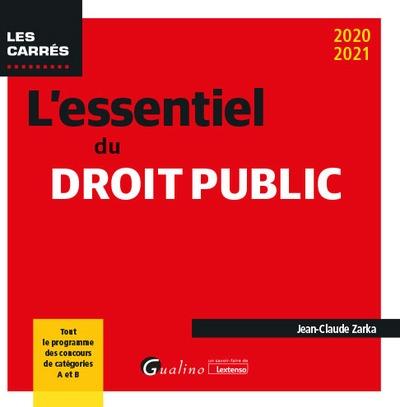 LES
CARRÉS
2020
2021
L'essentiel
du
DROIT PUBLIC
Jean-Claude Zarka
Tout
le programme
des concours
de catégories
A et B
Gualino
un savoir-faire de
Lextenso